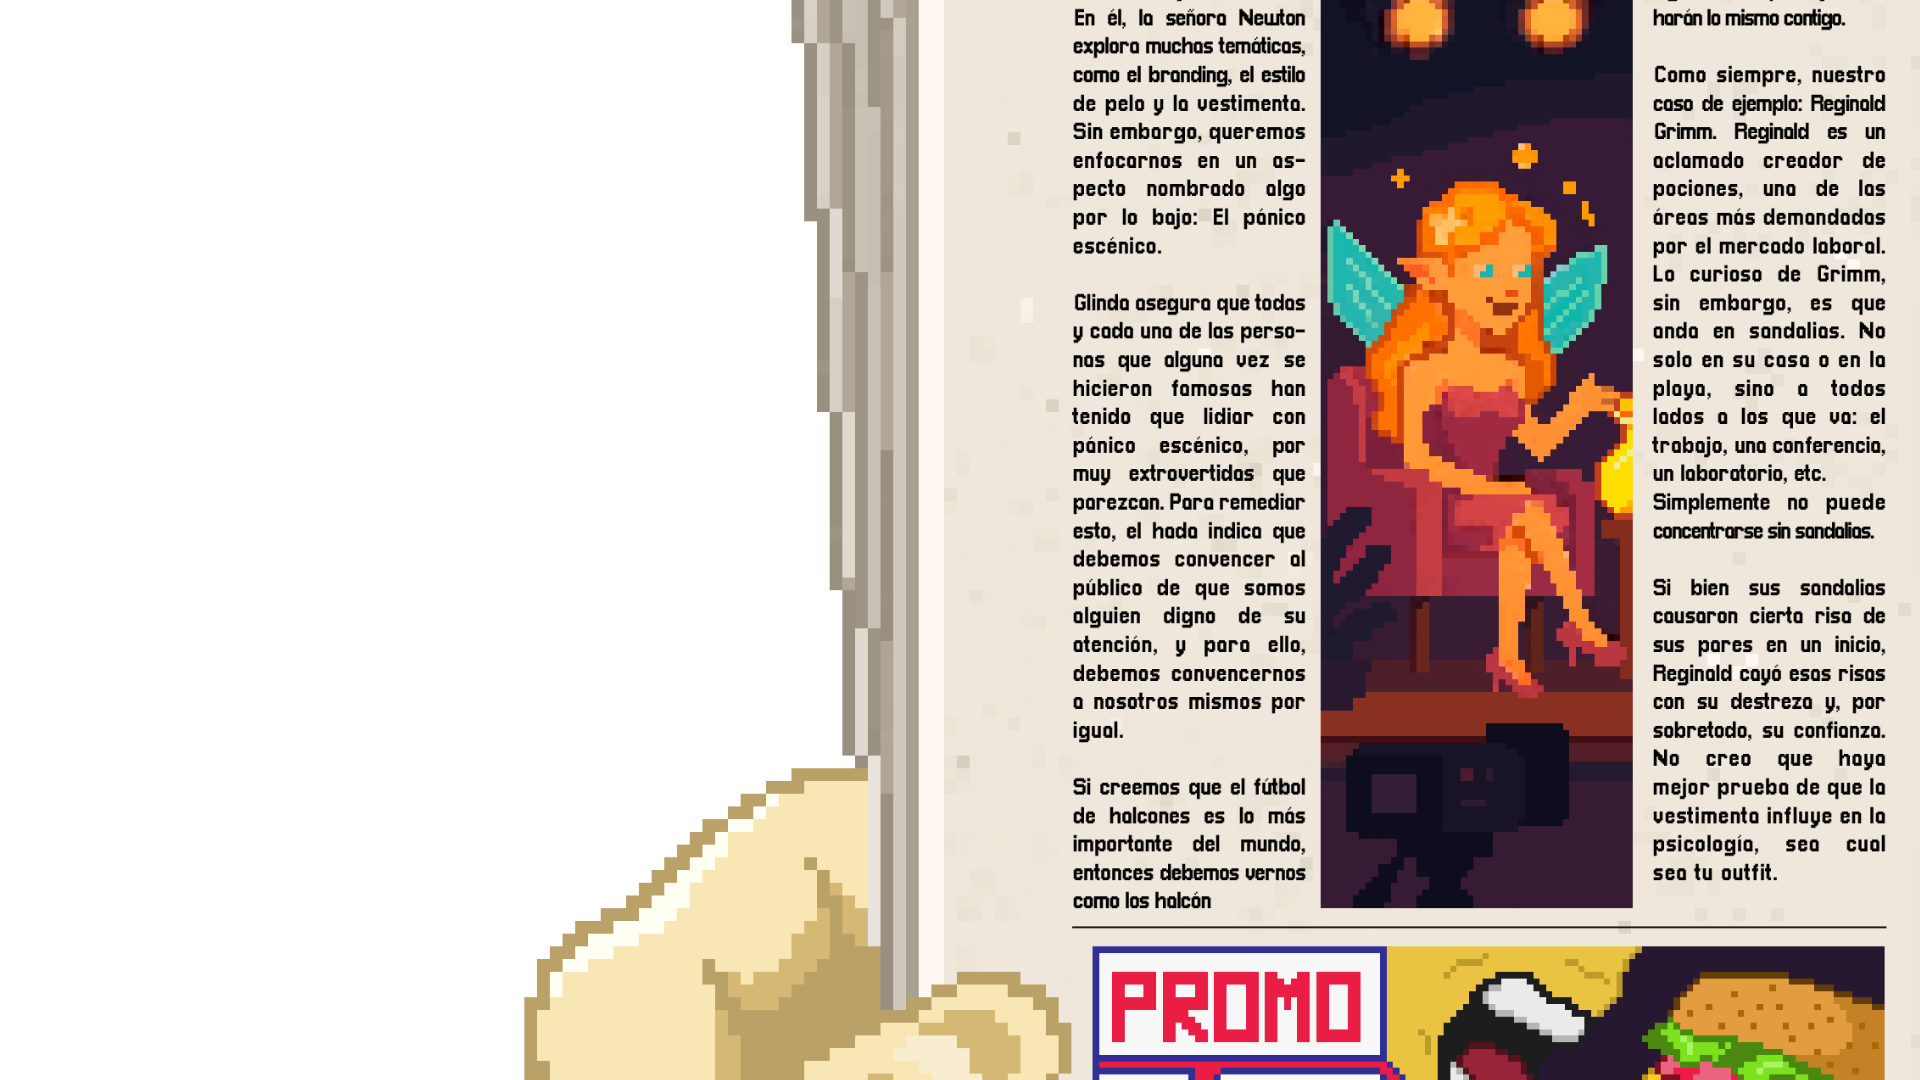 En él, la señora Newton
explora muchas temáticas,
como el branding, el estilo
de pelo y la vestimenta.
Sin embargo, queremos
enfocarnos en un as-
pecto nombrado algo
por lo bajo: El pánico
escénico.
Glinda asegura que todas
y cada una de las perso-
nas que alguna vez se
hicieron famosas han
tenido que lidiar con
pánico escénico, por
muy extrovertidas que
parezcan. Para remediar
esto, el hada indica que
debemos convencer al
público de que somos
alguien digno de su
atención, y para ello,
debemos convencernos
a nosotros mismos por
igual.
Si creemos que el fútbol
de halcones es lo más
importante del mundo,
entonces debemos vernos
como los halcón
harán lo mismo contigo.
Como siempre, nuestro
caso de ejemplo: Reginald
Grimm. Reginald es un
aclamado creador de
pociones, una de las
áreas más demandadas
por el mercado laboral.
Lo curioso de Grimm,
sin embargo, es que
anda en sandalias. No
solo en su casa o en la
playa, sino a todos
lados a los que va: el
trabajo, una conferencia,
un laboratorio, etc.
Simplemente no puede
concentrarse sin sandalias.
Si bien sus sandalias
causaron cierta risa de
sus pares en un inicio,
Reginald cayó esas risas
con su destreza y, por
sobretodo, su confianza.
No creo que haya
mejor prueba de que la
vestimenta influye en la
psicología, sea cual
sea tu outfit.
PROMO